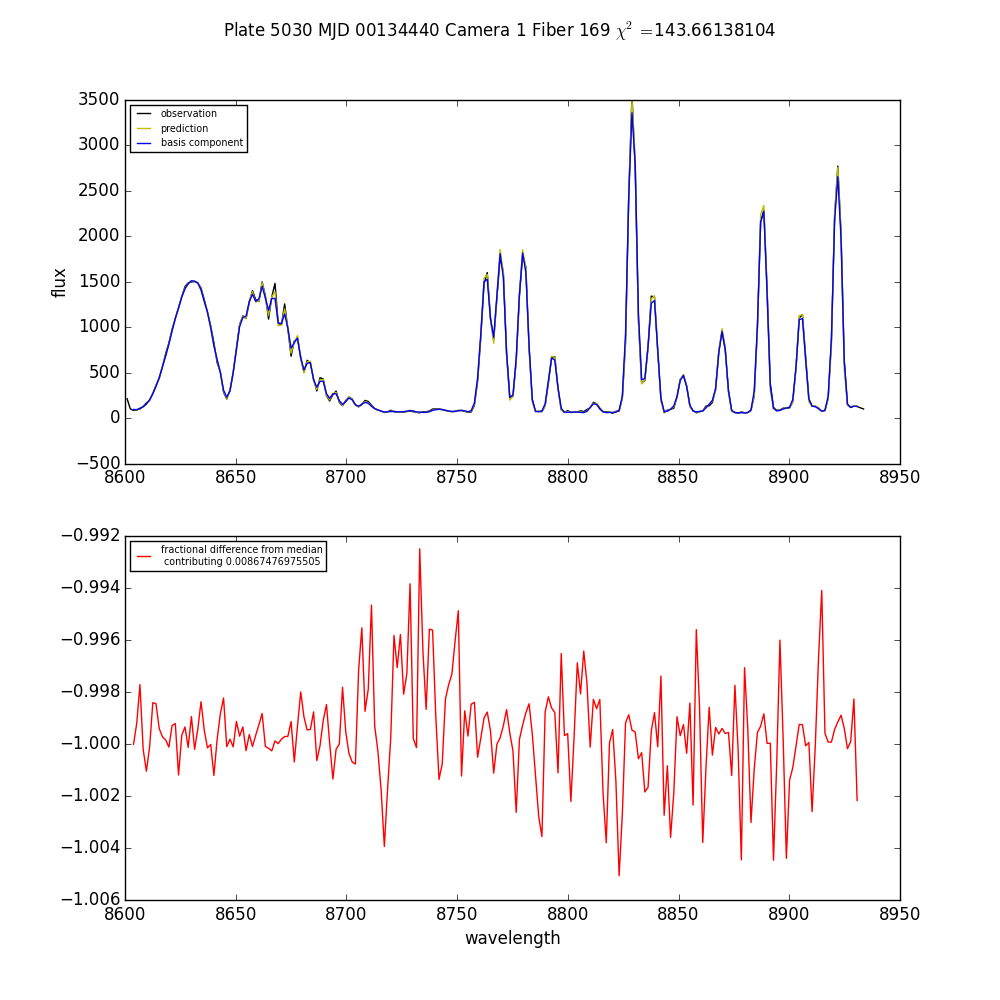 Plate 5030 MJD 00134440 Camera 1 Fiber 169 χ² =143.66138104
3500
3000
2500
2000
1500
1000
500
0
−500
flux
observation
prediction
basis component
8600 8650 8700 8750 8800 8850 8900 8950
−0.992
−0.994
−0.996
−0.998
−1.000
−1.002
−1.004
−1.006
fractional difference from median
contributing 0.00867476975505
8600 8650 8700 8750 8800 8850 8900 8950
wavelength